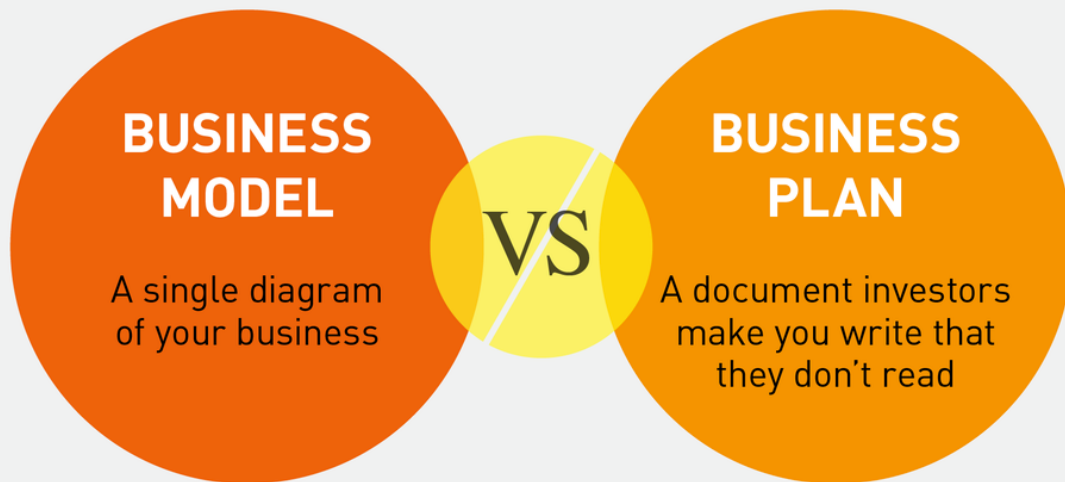 BUSINESS
MODEL
A single diagram
of your business
VS
BUSINESS
PLAN
A document investors
make you write that
they don’t read